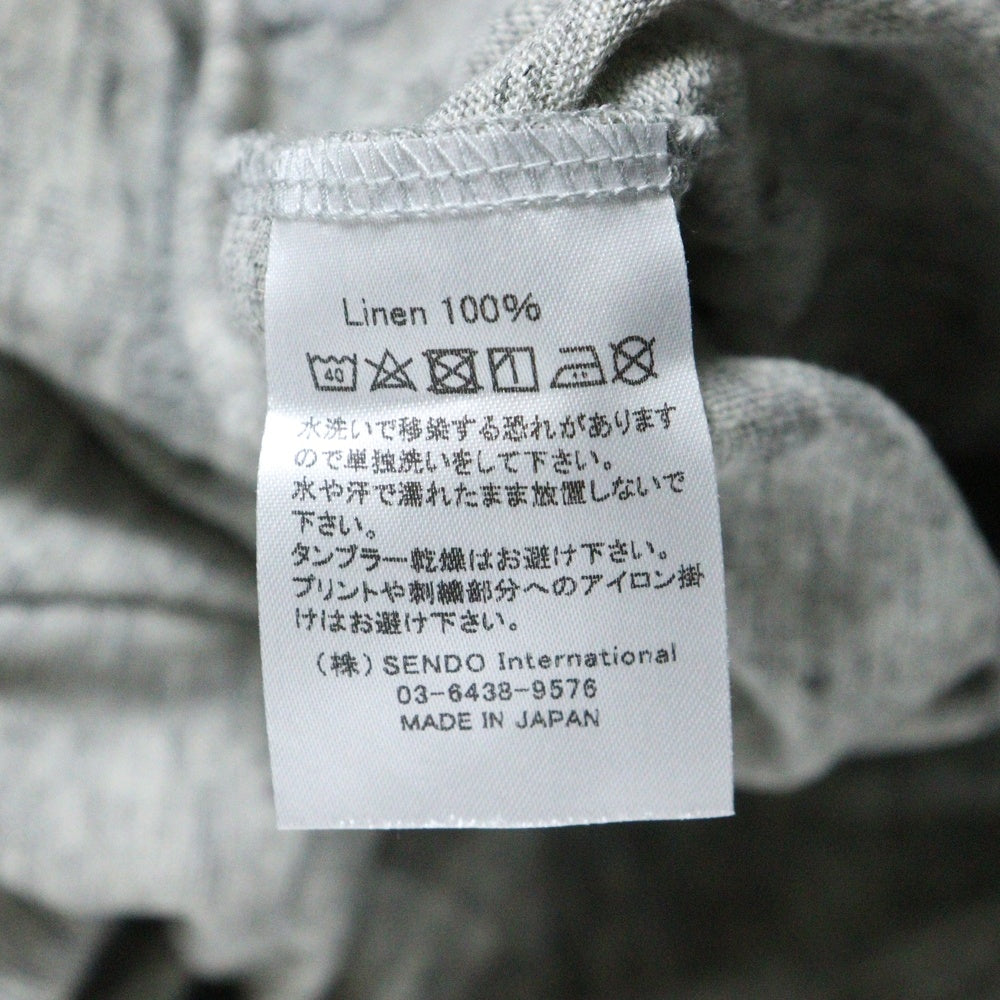 Linen 100%
40
水洗いで移染する恐れがあります
ので単独洗いをして下さい。
水や汗で濡れたまま放置しないで
下さい。
タンブラー乾燥はお避け下さい。
プリントや刺繍部分へのアイロン掛
けはお避け下さい。
(株) SENDO International
03-6438-9576
MADE IN JAPAN